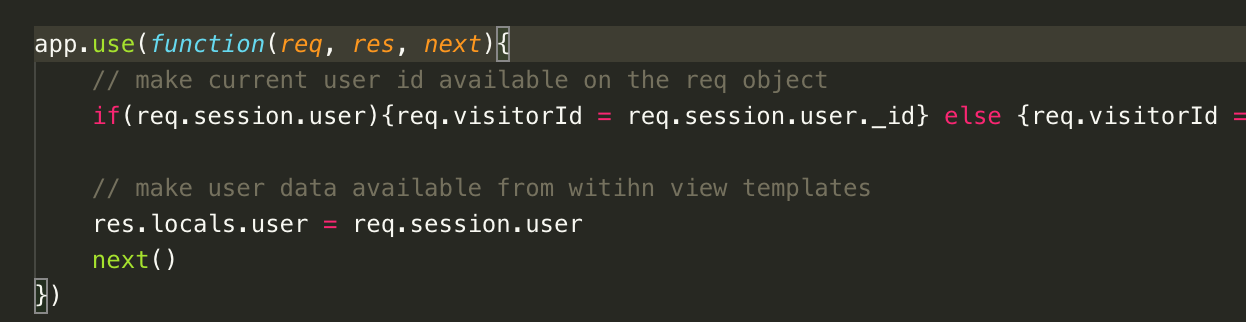 app.use(function(req, res, next){
// make current user id available on the req object
if(req.session.user){req.visitorId = req.session.user._id} else {req.visitorId =
// make user data available from witihn view templates
res.locals.user = req.session.user
next()
})